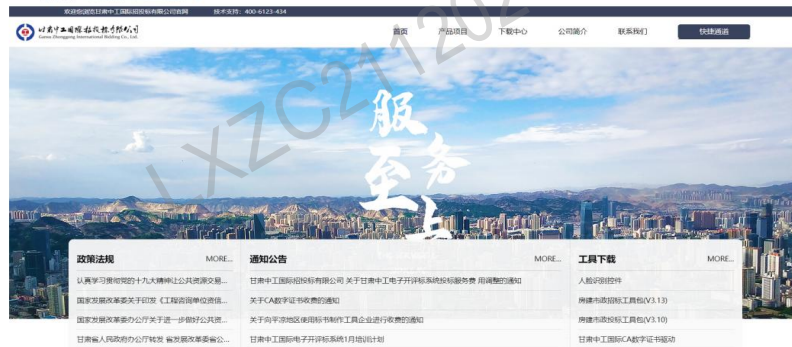 欢迎您浏览甘肃中工国际招投标有限公司官网 技术支持：400-6123-434
甘肃中工国际招投标有限公司
Gansu Zhonggong International Bidding Co., Ltd.
首页 产品项目 下载中心 公司简介 联系我们 快捷通道
LXZC211202
服务至上
政策法规 MORE...
认真学习贯彻党的十九大精神让公共资源交易...
国家发展改革委关于印发《工程咨询单位资信...
国家发展改革委办公厅关于进一步做好公共资...
甘肃省人民政府办公厅转发 省发展改革委省公...
通知公告 MORE...
甘肃中工国际招投标有限公司 关于甘肃中工电子开评标系统投标服务费 用调整的通知
关于CA数字证书收费的通知
关于向平凉地区使用标书制作工具企业进行收费的通知
甘肃中工国际电子开评标系统1月培训计划
工具下载 MORE...
人脸识别控件
房建市政招标工具包(V3.13)
房建市政投标工具包(V3.10)
甘肃中工国际CA数字证书驱动